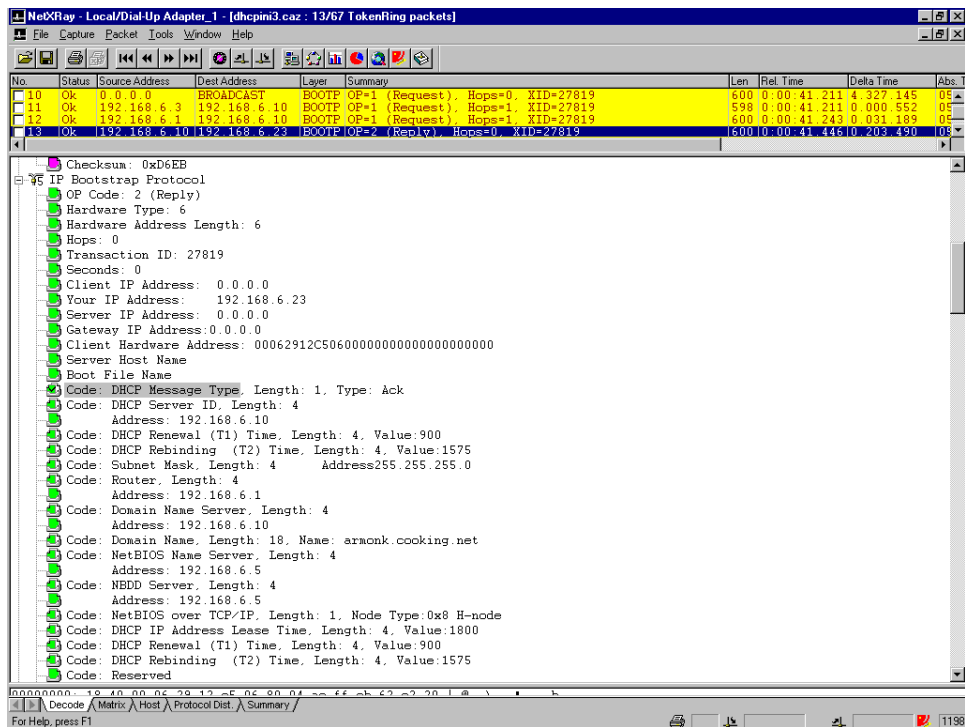 NetXRay - Local/Dial-Up Adapter_1 - [dhcpini3.caz : 13/67 TokenRing packets]
File Capture Packet Tools Window Help
No. Status Source Address Dest Address Layer Summary Len Rel. Time Delta Time Abs. T
10 Ok 0.0.0.0 BROADCAST BOOTP OP=1 (Request), Hops=0, XID=27819 600 0:00:41.211 4.327.145 05
11 Ok 192.168.6.3 192.168.6.10 BOOTP OP=1 (Request), Hops=1, XID=27819 598 0:00:41.211 0.000.552 05
12 Ok 192.168.6.1 192.168.6.10 BOOTP OP=1 (Request), Hops=1, XID=27819 600 0:00:41.243 0.031.189 05
13 Ok 192.168.6.10 192.168.6.23 BOOTP OP=2 (Reply), Hops=0, XID=27819 600 0:00:41.446 0.203.490 05
Checksum: 0xD6EB
IP Bootstrap Protocol
OP Code: 2 (Reply)
Hardware Type: 6
Hardware Address Length: 6
Hops: 0
Transaction ID: 27819
Seconds: 0
Client IP Address: 0.0.0.0
Your IP Address: 192.168.6.23
Server IP Address: 0.0.0.0
Gateway IP Address:0.0.0.0
Client Hardware Address: 00062912C50600000000000000000000
Server Host Name
Boot File Name
Code: DHCP Message Type, Length: 1, Type: Ack
Code: DHCP Server ID, Length: 4
Address: 192.168.6.10
Code: DHCP Renewal (T1) Time, Length: 4, Value:900
Code: DHCP Rebinding (T2) Time, Length: 4, Value:1575
Code: Subnet Mask, Length: 4 Address255.255.255.0
Code: Router, Length: 4
Address: 192.168.6.1
Code: Domain Name Server, Length: 4
Address: 192.168.6.10
Code: Domain Name, Length: 18, Name: armonk.cooking.net
Code: NetBIOS Name Server, Length: 4
Address: 192.168.6.5
Code: NBDD Server, Length: 4
Address: 192.168.6.5
Code: NetBIOS over TCP/IP, Length: 1, Node Type:0x8 H-node
Code: DHCP IP Address Lease Time, Length: 4, Value:1800
Code: DHCP Renewal (T1) Time, Length: 4, Value:900
Code: DHCP Rebinding (T2) Time, Length: 4, Value:1575
Code: Reserved
Decode Matrix Host Protocol Dist. Summary
For Help, press F1 1198